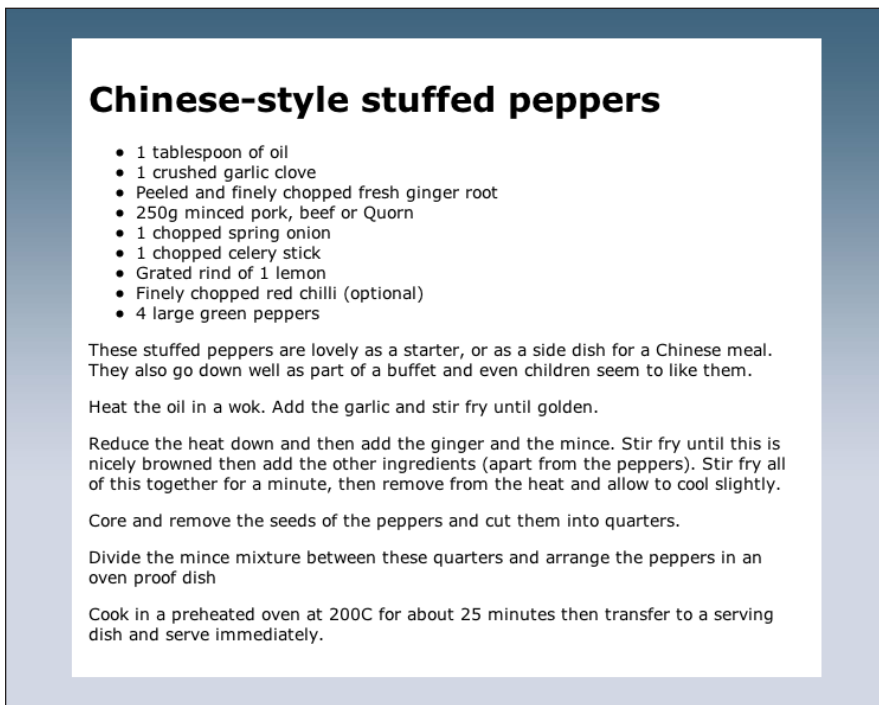 Chinese-style stuffed peppers
• 1 tablespoon of oil
• 1 crushed garlic clove
• Peeled and finely chopped fresh ginger root
• 250g minced pork, beef or Quorn
• 1 chopped spring onion
• 1 chopped celery stick
• Grated rind of 1 lemon
• Finely chopped red chilli (optional)
• 4 large green peppers
These stuffed peppers are lovely as a starter, or as a side dish for a Chinese meal.
They also go down well as part of a buffet and even children seem to like them.
Heat the oil in a wok. Add the garlic and stir fry until golden.
Reduce the heat down and then add the ginger and the mince. Stir fry until this is
nicely browned then add the other ingredients (apart from the peppers). Stir fry all
of this together for a minute, then remove from the heat and allow to cool slightly.
Core and remove the seeds of the peppers and cut them into quarters.
Divide the mince mixture between these quarters and arrange the peppers in an
oven proof dish
Cook in a preheated oven at 200C for about 25 minutes then transfer to a serving
dish and serve immediately.